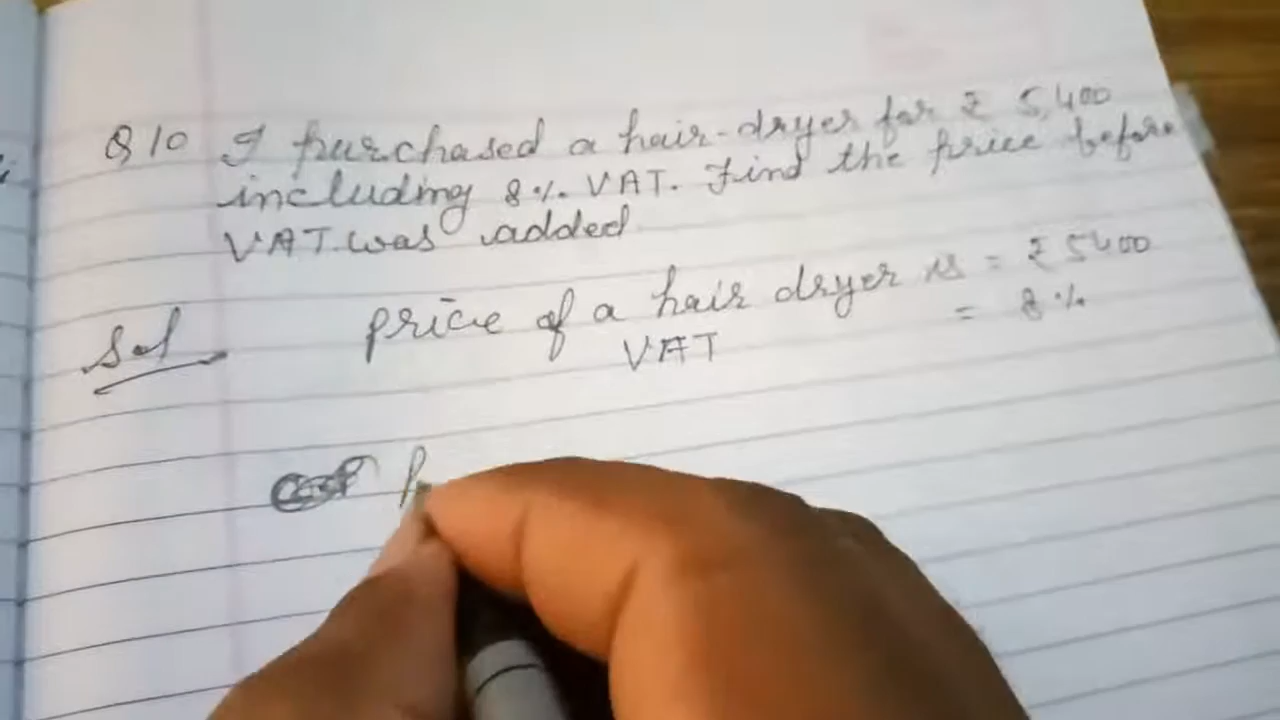 Q 10 I purchased a hair-dryer for ₹ 5,400
including 8 %. VAT. Find the price before
VAT. was added
Sol price of a hair dryer is = ₹ 5400
VAT = 8 %